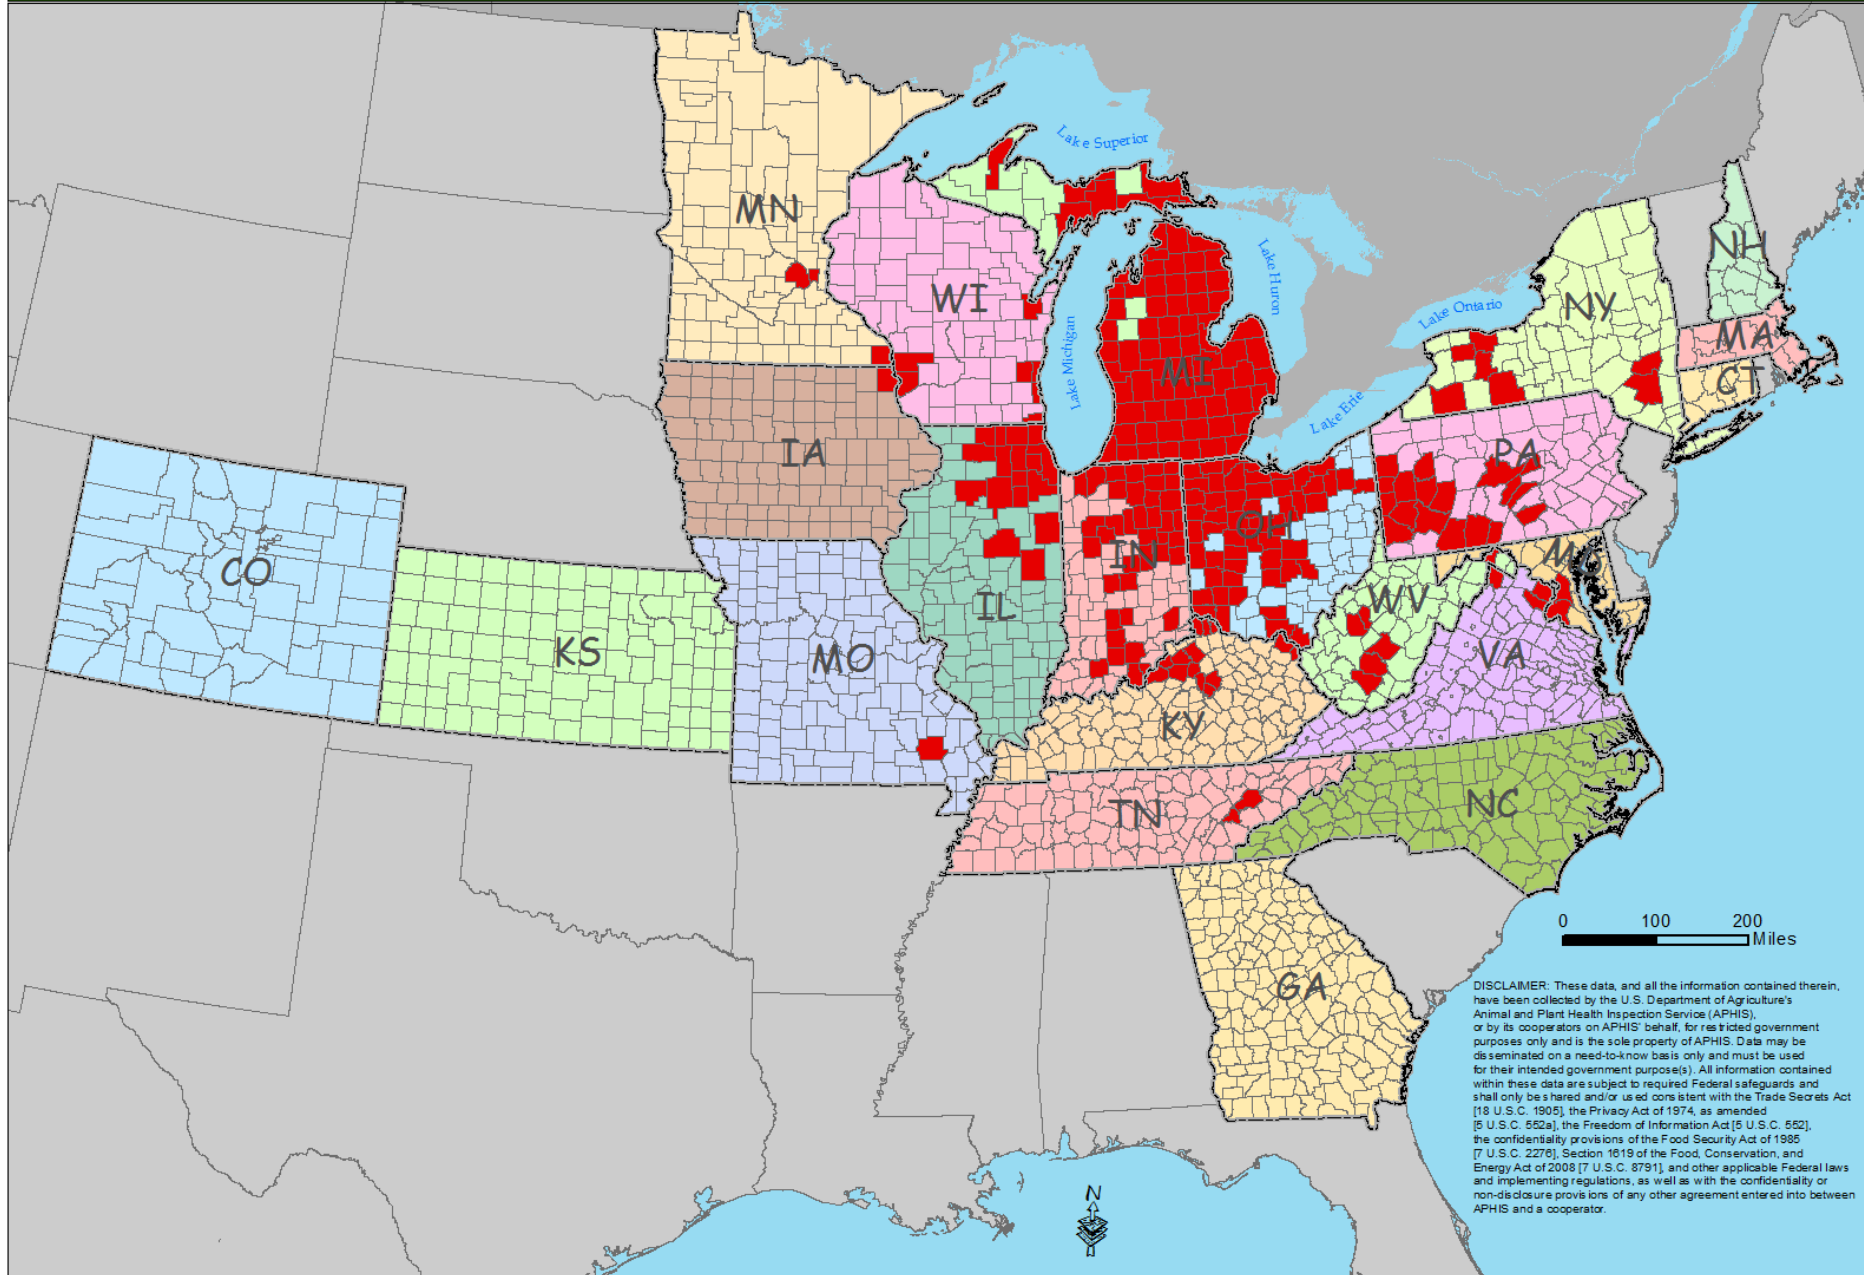 Lake Superior
MN
WI
Lake Huron
NH
NY
Lake Ontario
Lake Michigan
MA
MI
CT
Lake Erie
IA
PA
OH
IN
CO
WV
IL
KS
MO
VA
KY
TN
NC
0 100 200
Miles
GA
DISCLAIMER: These data, and all the information contained therein,
have been collected by the U.S. Department of Agriculture's
Animal and Plant Health Inspection Service (APHIS),
or by its cooperators on APHIS' behalf, for restricted government
purposes only and is the sole property of APHIS. Data may be
disseminated on a need-to-know basis only and must be used
for their intended government purpose(s). All information contained
within these data are subject to required Federal safeguards and
shall only be shared and/or used consistent with the Trade Secrets Act
[18 U.S.C. 1905], the Privacy Act of 1974, as amended
[5 U.S.C. 552a], the Freedom of Information Act [5 U.S.C. 552],
the confidentiality provisions of the Food Security Act of 1985
[7 U.S.C. 2276], Section 1619 of the Food, Conservation, and
Energy Act of 2008 [7 U.S.C. 8791], and other applicable Federal laws
and implementing regulations, as well as with the confidentiality or
non-disclosure provisions of any other agreement entered into between
APHIS and a cooperator.
N